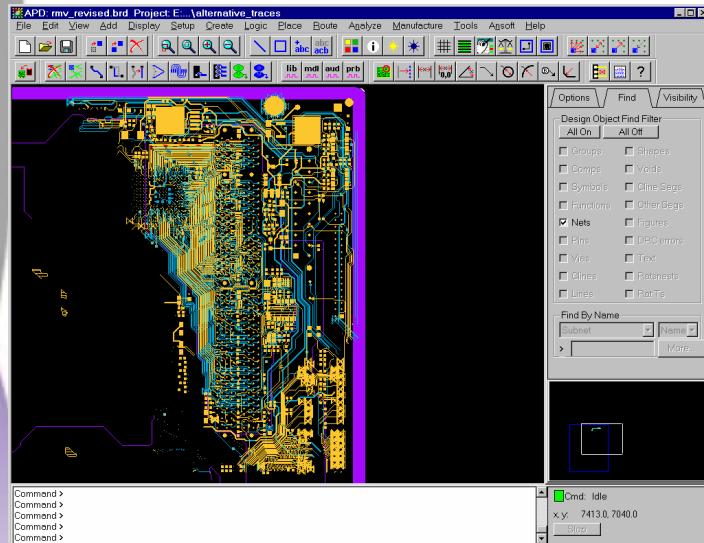 APD: rmv_revised.brd Project: E:...\alternative_traces
File Edit View Add Display Setup Create Logic Place Route Analyze Manufacture Tools Ansoft Help
+abc abc acb i
lib mdl aud prb 0,0 ?
Options Find Visibility
Design Object Find Filter
All On All Off
Groups Shapes
Comps Voids
Symbols Cline Segs
Functions Other Segs
Nets Figures
Pins DRC errors
Vias Text
Clines Ratsnests
Lines Rat Ts
Find By Name
Subnet Name
> More...
Command >
Command >
Command >
Command >
Command >
Cmd: Idle
x, y: 7413.0, 7040.0
Stop